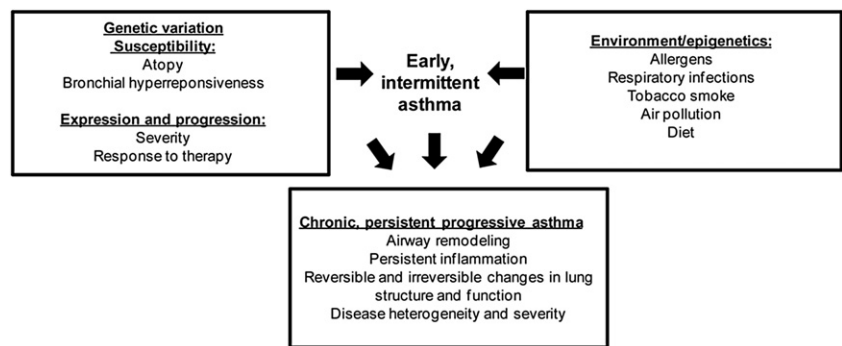 Genetic variation
Susceptibility:
Atopy
Bronchial hyperreponsiveness
Expression and progression:
Severity
Response to therapy
Early,
intermittent
asthma
Environment/epigenetics:
Allergens
Respiratory infections
Tobacco smoke
Air pollution
Diet
Chronic, persistent progressive asthma
Airway remodeling
Persistent inflammation
Reversible and irreversible changes in lung
structure and function
Disease heterogeneity and severity